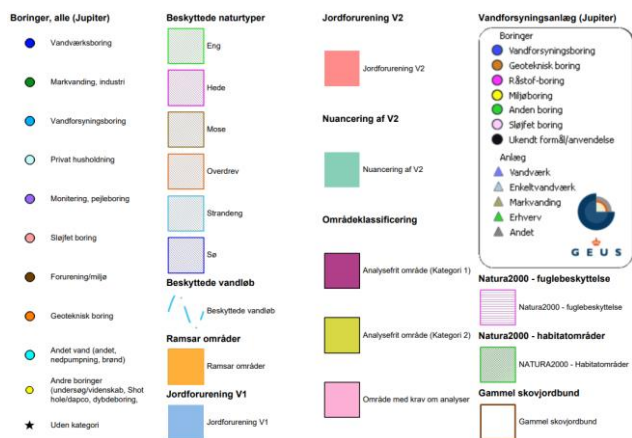 Boringer, alle (Jupiter)
Vandværksboring
Markvanding, industri
Vandforsyningsboring
Privat husholdning
Monitering, pejleboring
Sløjfet boring
Forurening/miljø
Geoteknisk boring
Andet vand (andet,
nedpumpning, brønd)
Andre boringer
(undersøg/videnskab, Shot
hole/dapco, dybdeboring,
Uden kategori
Beskyttede naturtyper
Eng
Hede
Mose
Overdrev
Strandeng
Sø
Beskyttede vandløb
Beskyttede vandløb
Ramsar områder
Ramsar områder
Jordforurening V1
Jordforurening V1
Jordforurening V2
Jordforurening V2
Nuancering af V2
Nuancering af V2
Områdeklassificering
Analysefrit område (Kategori 1)
Analysefrit område (Kategori 2)
Område med krav om analyser
Vandforsyningsanlæg (Jupiter)
Boringer
Vandforsyningsboring
Geoteknisk boring
Råstof-boring
Miljøboring
Anden boring
Sløjfet boring
Ukendt formål/anvendelse
Anlæg
Vandværk
Enkeltvandværk
Markvanding
Erhverv
Andet
GEUS
Natura2000 - fuglebeskyttelse
Natura2000 - fuglebeskyttelse
Natura2000 - habitatområder
NATURA2000 - Habitatområder
Gammel skovjordbund
Gammel skovjordbund